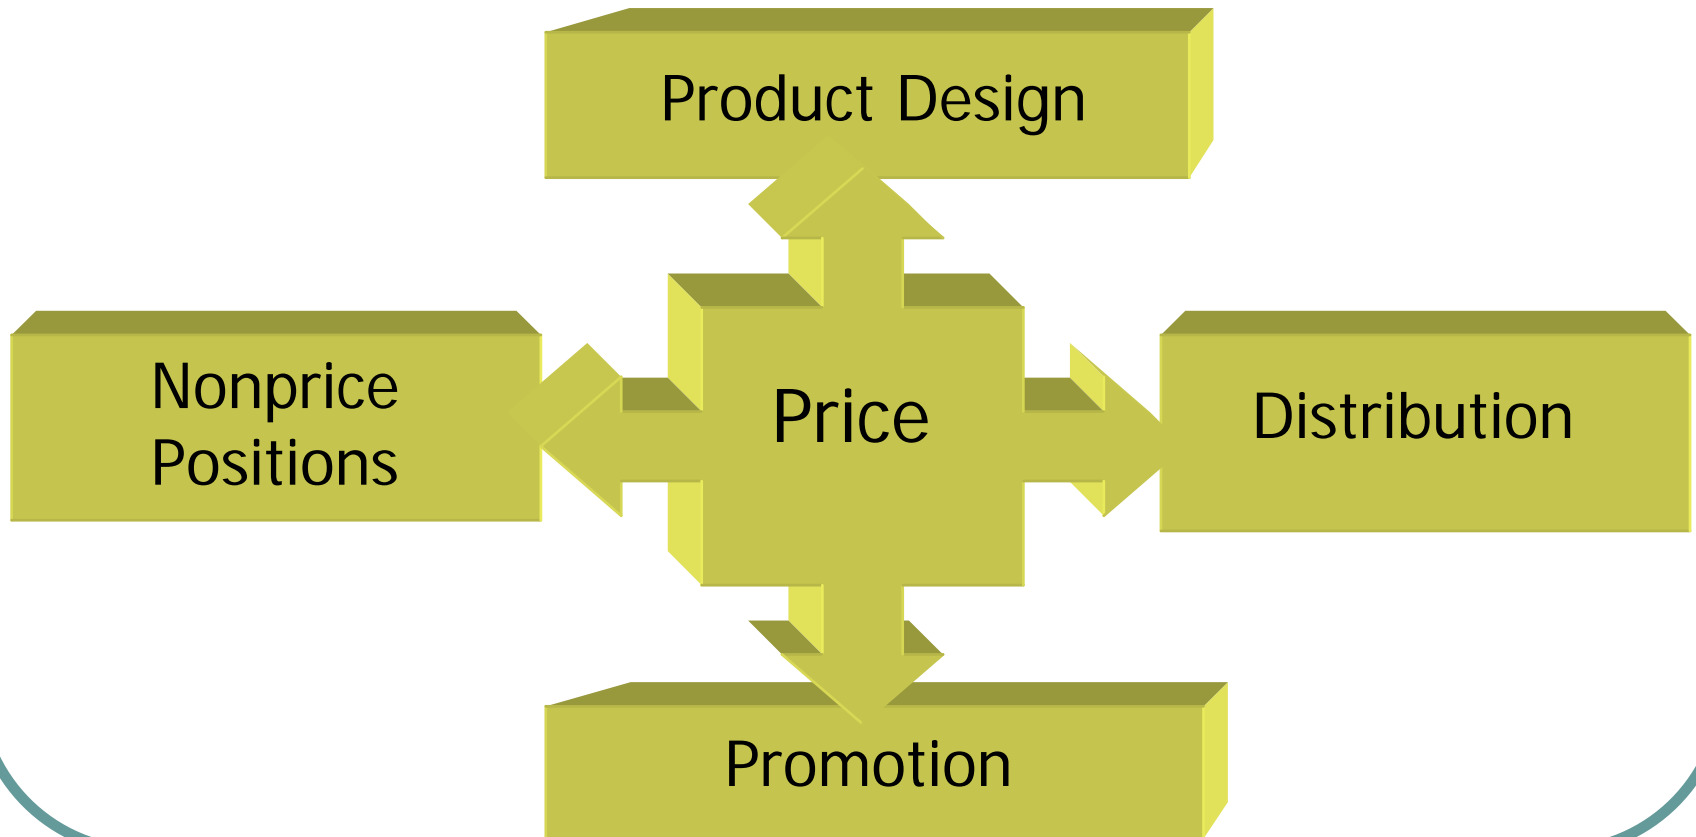 Product Design
Nonprice
Positions
Price
Distribution
Promotion